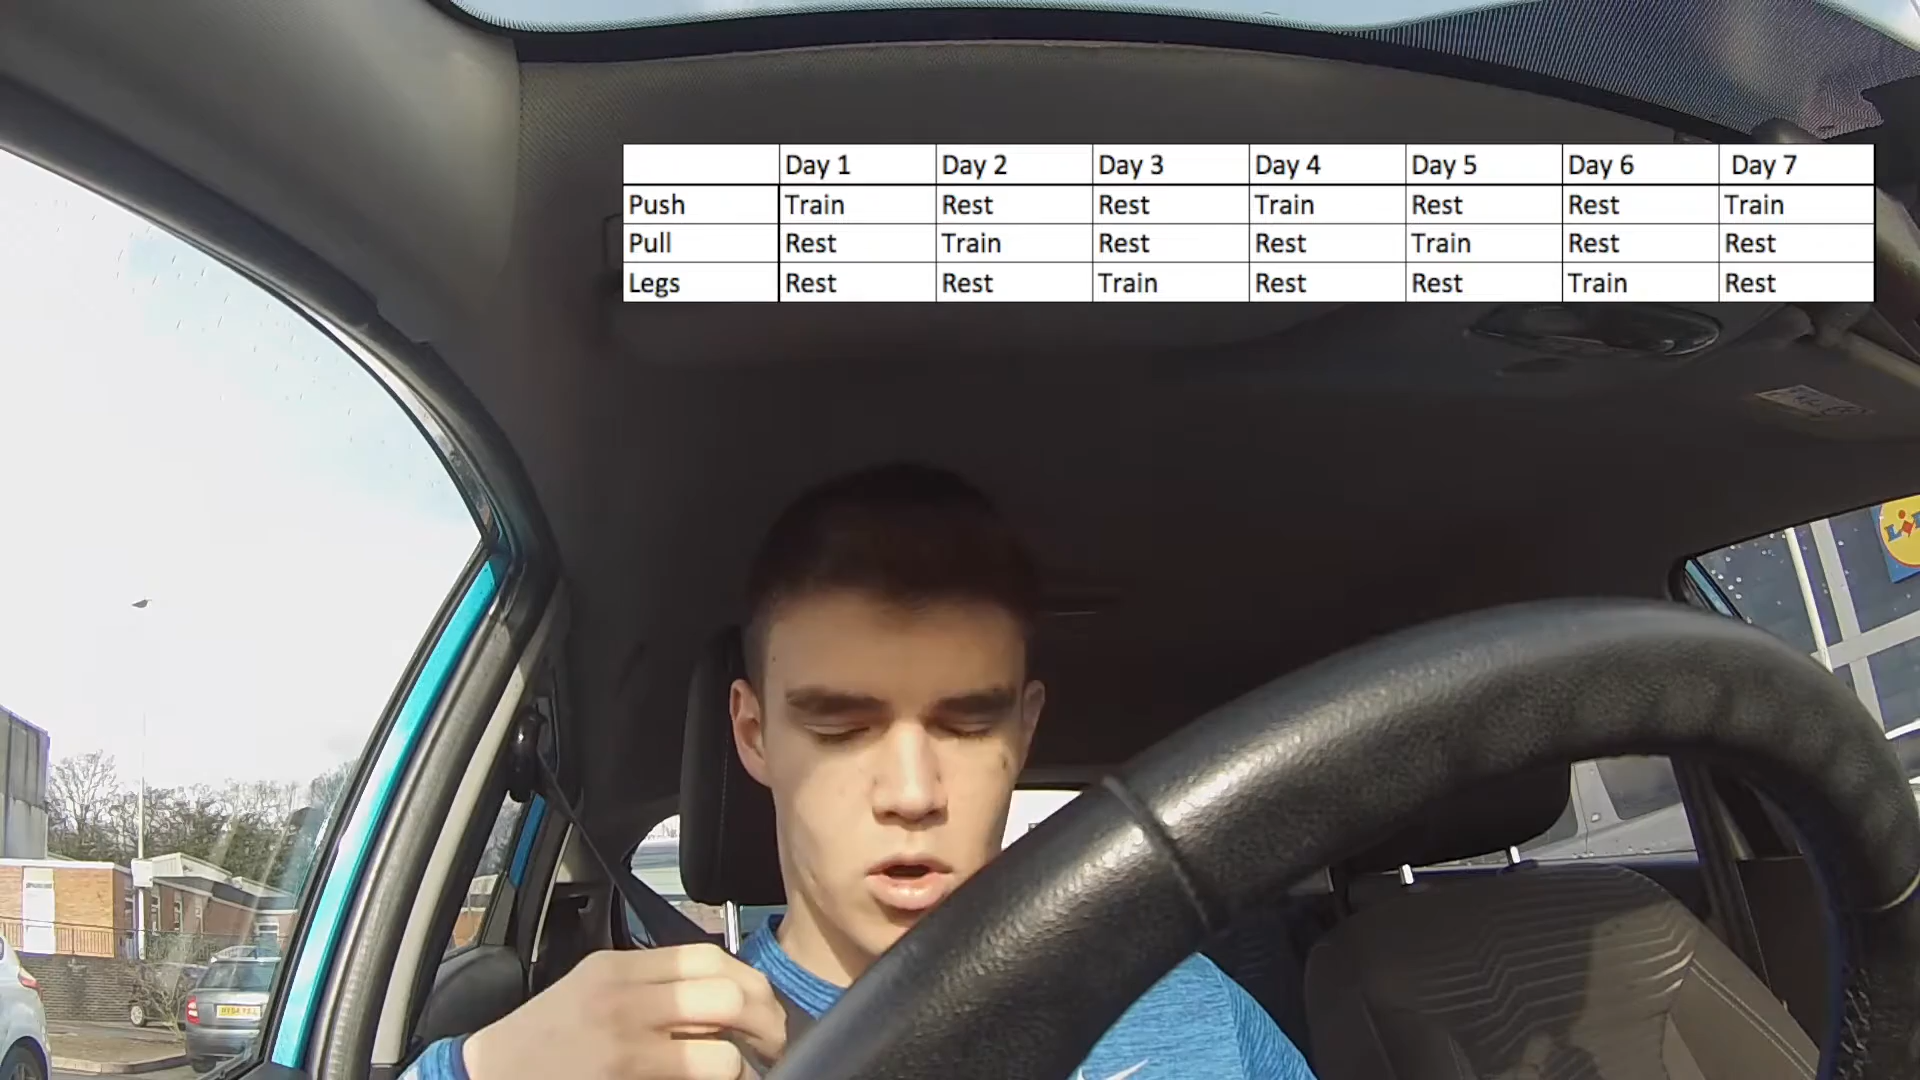 Day 1 Day 2 Day 3 Day 4 Day 5 Day 6 Day 7
Push Train Rest Rest Train Rest Rest Train
Pull Rest Train Rest Rest Train Rest Rest
Legs Rest Rest Train Rest Rest Train Rest